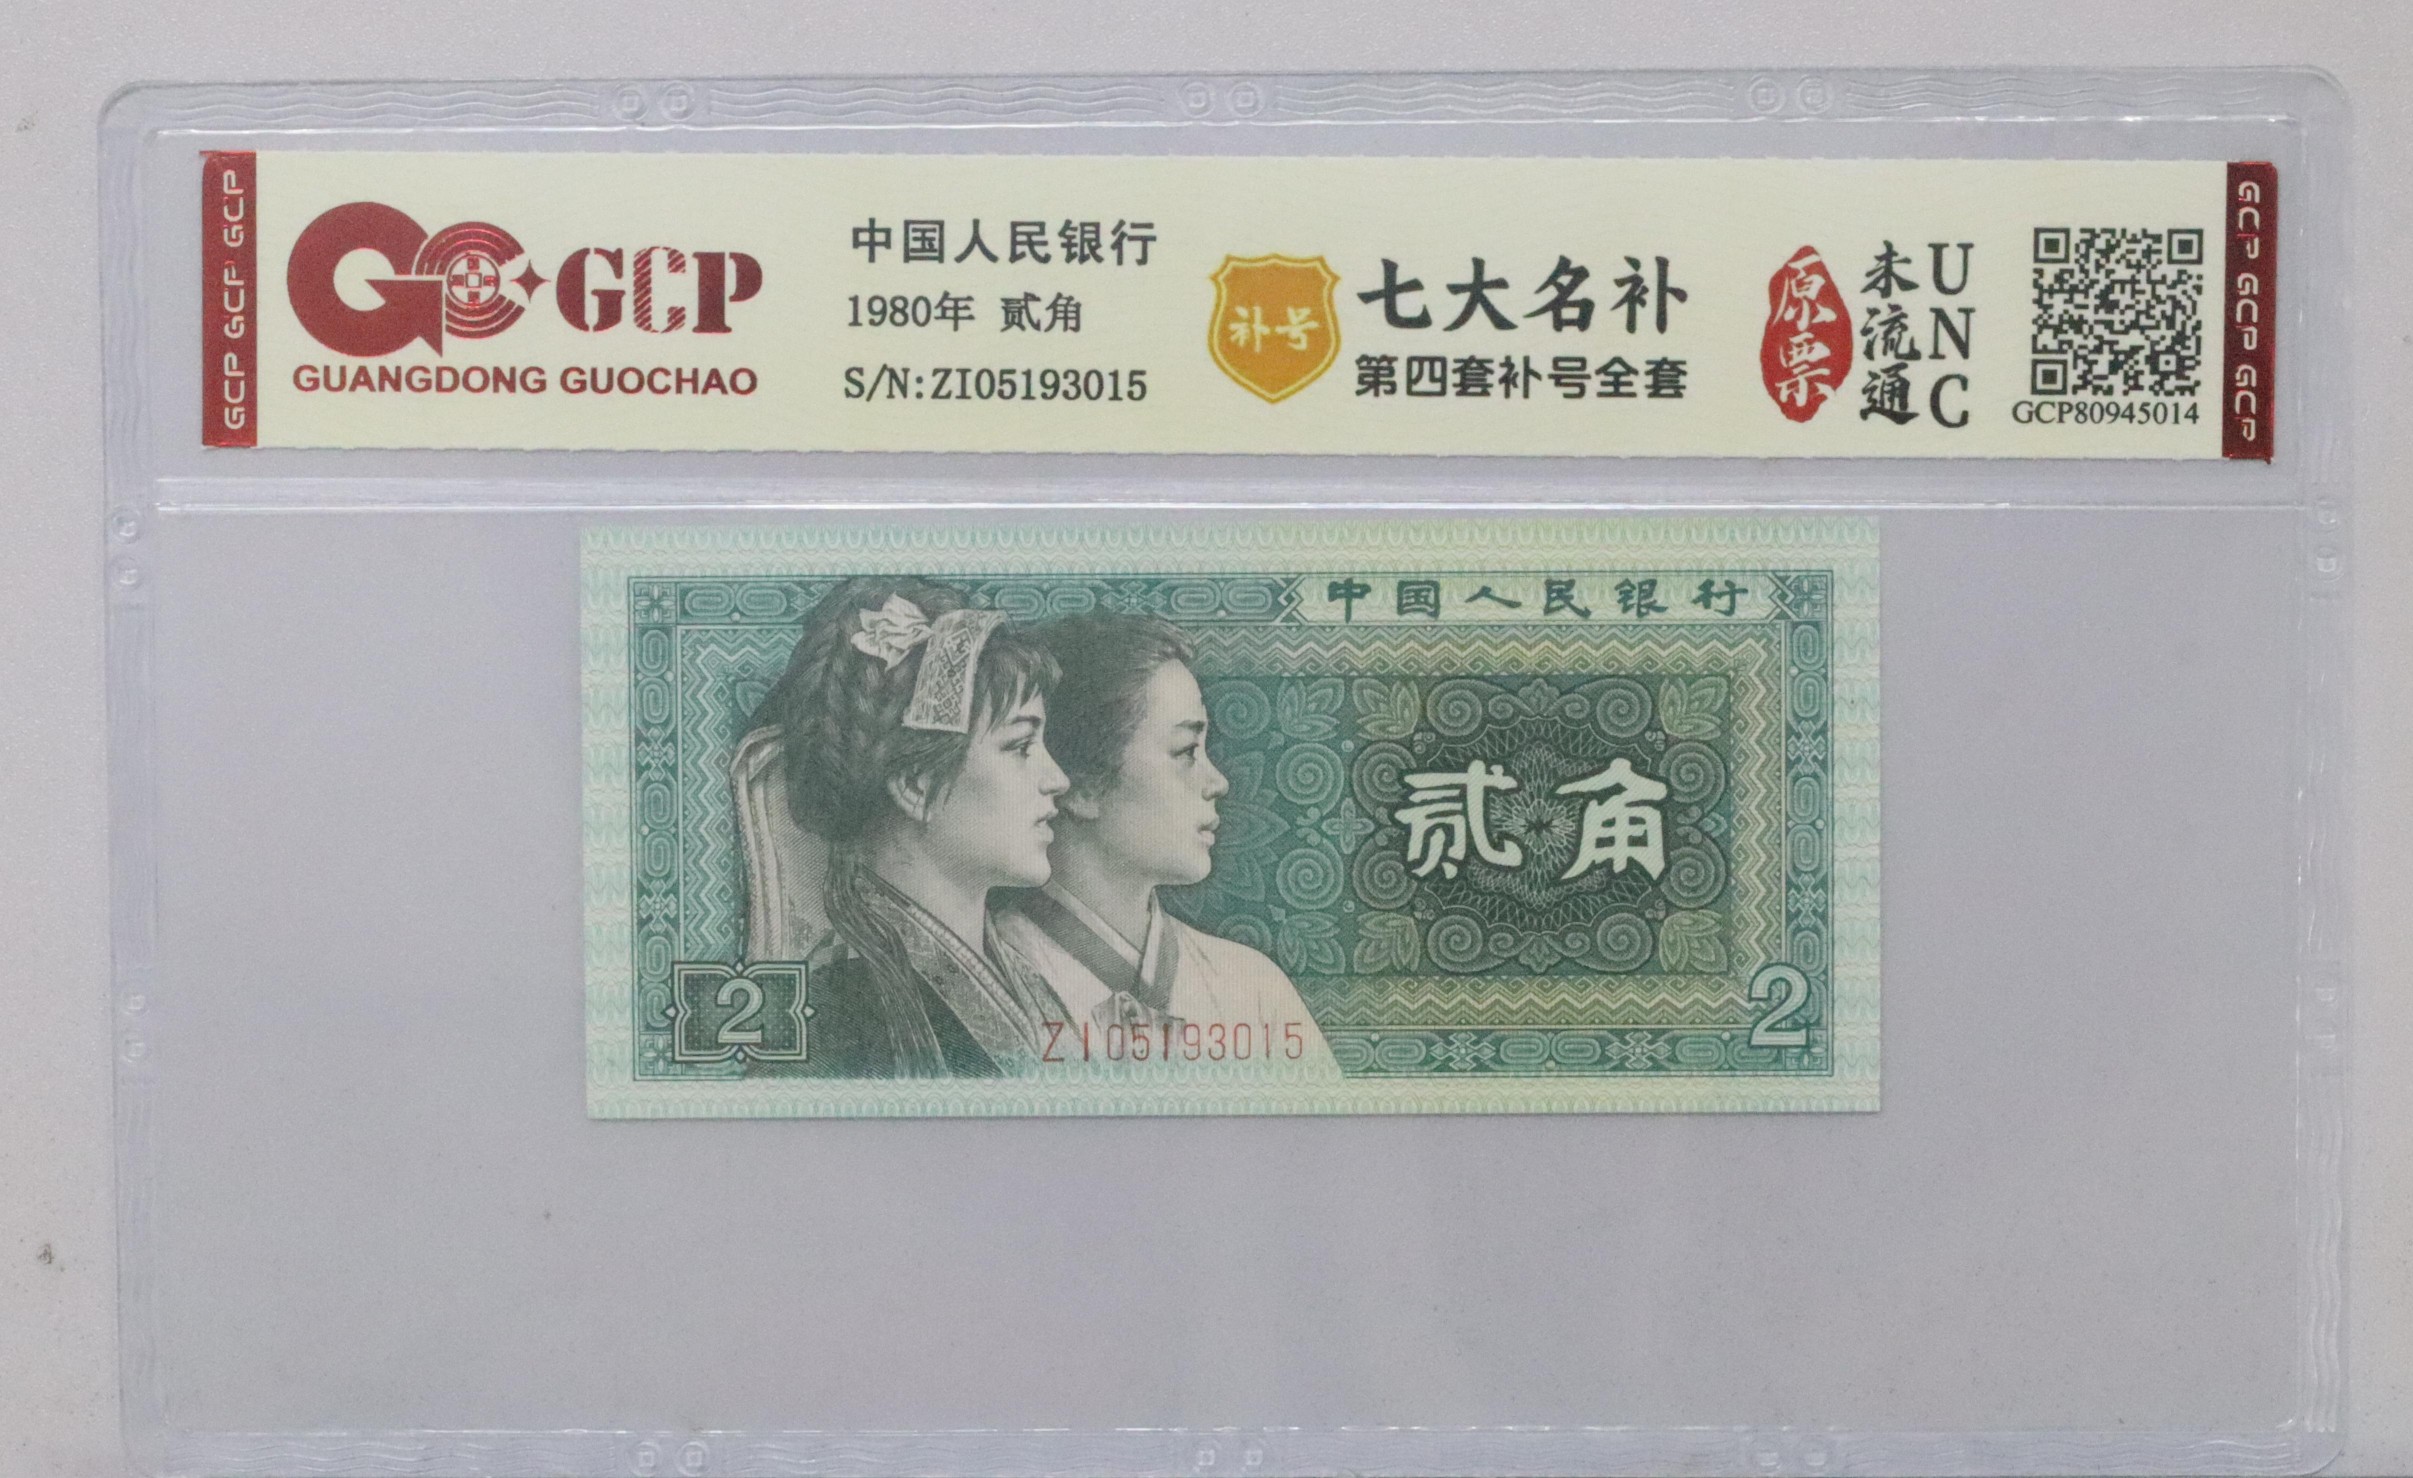 GCP GCP GCP
GCP
GUANGDONG GUOCHAO
中国人民银行
1980年 贰角
S/N:ZI05193015
补号
七大名补
第四套补号全套
原票
未流通
UNC
GCP80945014
GCP GCP GCP GCP
中国人民银行
贰角
2
ZI05193015
2